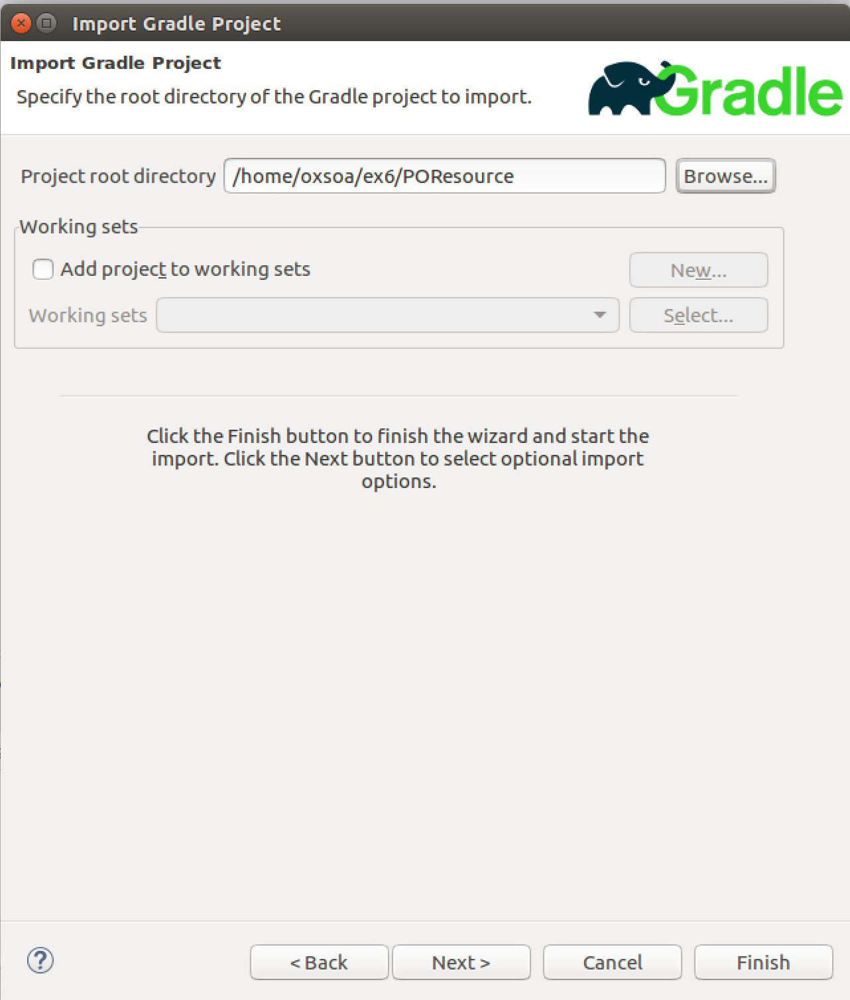 Import Gradle Project
Import Gradle Project
Specify the root directory of the Gradle project to import.
Gradle
Project root directory /home/oxsoa/ex6/POResource Browse...
Working sets
Add project to working sets New...
Working sets Select...
Click the Finish button to finish the wizard and start the
import. Click the Next button to select optional import
options.
? < Back Next > Cancel Finish